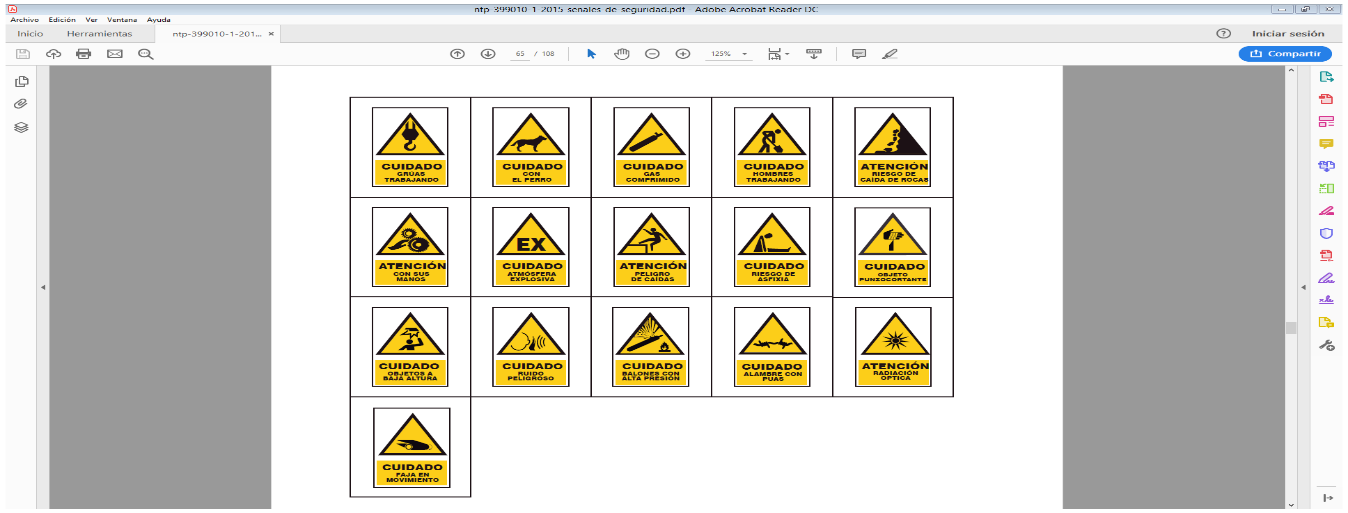 ntp-399010-1-2015-senales-de-seguridad.pdf - Adobe Acrobat Reader DC
Archivo Edición Ver Ventana Ayuda
Inicio Herramientas ntp-399010-1-201... × Iniciar sesión
65 / 108 125% Compartir
CUIDADO
GRÚAS
TRABAJANDO
CUIDADO
CON
EL PERRO
CUIDADO
GAS
COMPRIMIDO
CUIDADO
HOMBRES
TRABAJANDO
ATENCIÓN
RIESGO DE
CAÍDA DE ROCAS
ATENCIÓN
CON SUS
MANOS
EX
CUIDADO
ATMÓSFERA
EXPLOSIVA
ATENCIÓN
PELIGRO
DE CAÍDAS
CUIDADO
RIESGO DE
ASFIXIA
CUIDADO
OBJETO
PUNZOCORTANTE
CUIDADO
OBJETOS A
BAJA ALTURA
CUIDADO
RUIDO
PELIGROSO
CUIDADO
BALONES CON
ALTA PRESIÓN
CUIDADO
ALAMBRE CON
PUAS
ATENCIÓN
RADIACIÓN
OPTICA
CUIDADO
FAJA EN
MOVIMIENTO